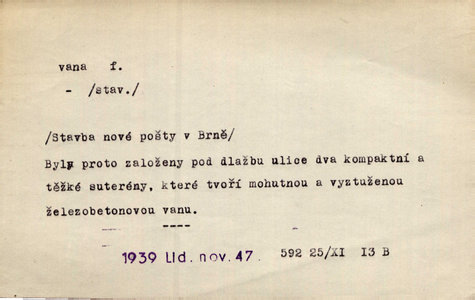 vana f.
- /stav./
/Stavba nové pošty v Brně/
Byly proto založeny pod dlažbu ulice dva kompaktní a
těžké suterény, které tvoří mohutnou a vyztuženou
železobetonovou vanu.
1939 Lid. nov. 47. 592 25/XI I3 B